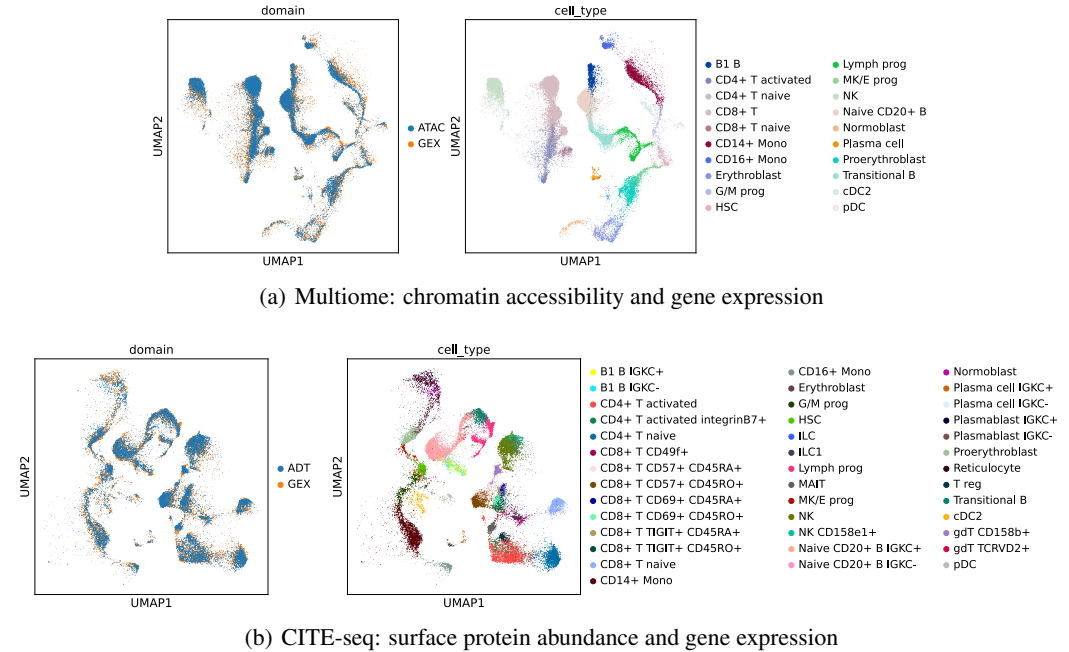 domain
cell_type
UMAP2
UMAP1
ATAC
GEX
UMAP2
UMAP1
B1 B
CD4+ T activated
CD4+ T naive
CD8+ T
CD8+ T naive
CD14+ Mono
CD16+ Mono
Erythroblast
G/M prog
HSC
Lymph prog
MK/E prog
NK
Naive CD20+ B
Normoblast
Plasma cell
Proerythroblast
Transitional B
cDC2
pDC
(a) Multiome: chromatin accessibility and gene expression
domain
cell_type
UMAP2
UMAP1
ADT
GEX
UMAP2
UMAP1
B1 B IGKC+
B1 B IGKC-
CD4+ T activated
CD4+ T activated integrinB7+
CD4+ T naive
CD8+ T CD49f+
CD8+ T CD57+ CD45RA+
CD8+ T CD57+ CD45RO+
CD8+ T CD69+ CD45RA+
CD8+ T CD69+ CD45RO+
CD8+ T TIGIT+ CD45RA+
CD8+ T TIGIT+ CD45RO+
CD8+ T naive
CD14+ Mono
CD16+ Mono
Erythroblast
G/M prog
HSC
ILC
ILC1
Lymph prog
MAIT
MK/E prog
NK
NK CD158e1+
Naive CD20+ B IGKC+
Naive CD20+ B IGKC-
Normoblast
Plasma cell IGKC+
Plasma cell IGKC-
Plasmablast IGKC+
Plasmablast IGKC-
Proerythroblast
Reticulocyte
T reg
Transitional B
cDC2
gdT CD158b+
gdT TCRVD2+
pDC
(b) CITE-seq: surface protein abundance and gene expression